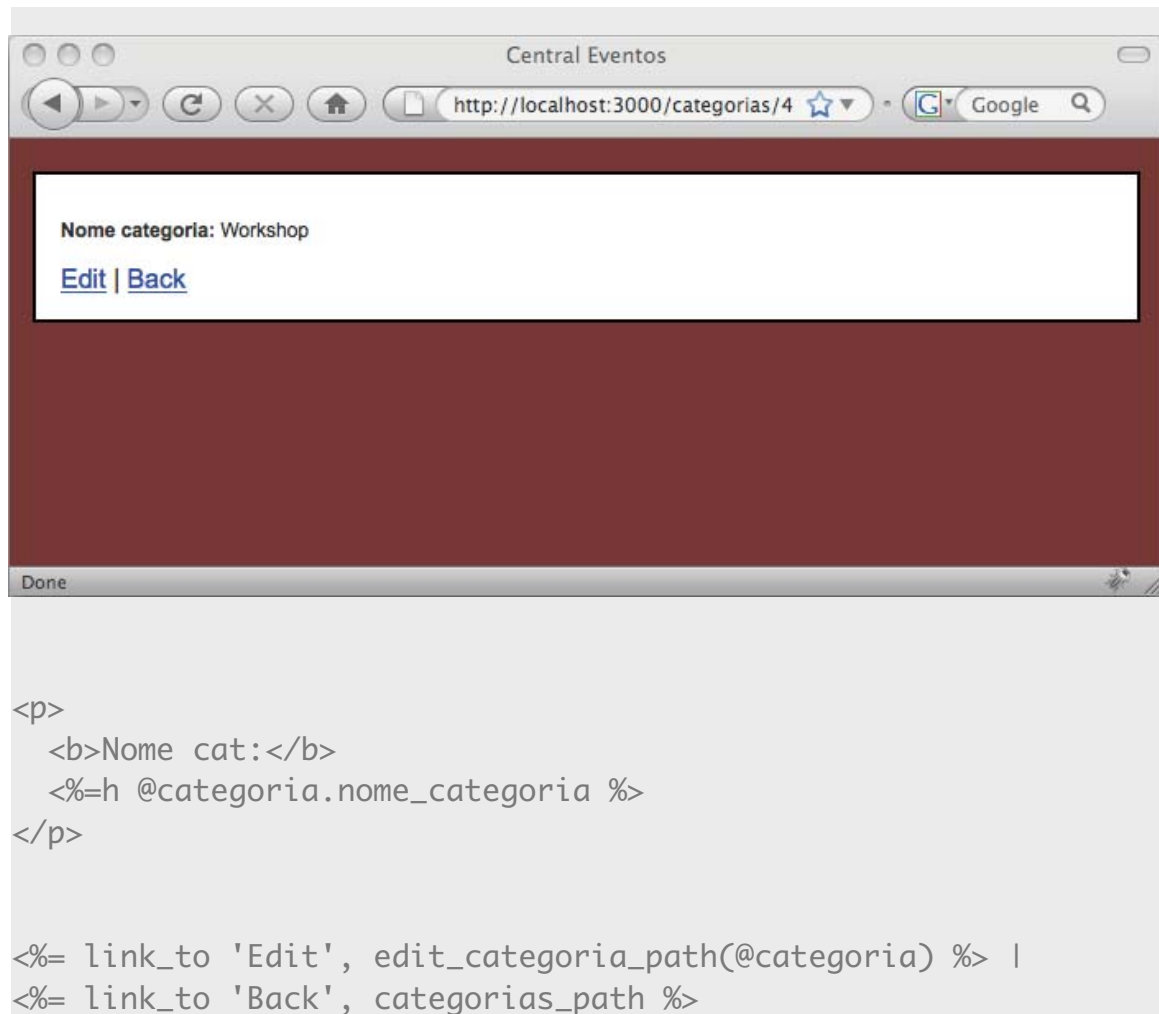 Central Eventos
http://localhost:3000/categorias/4
Google
Nome categoria: Workshop
Edit | Back
Done
<p>
<b>Nome cat:</b>
<%=h @categoria.nome_categoria %>
</p>
<%= link_to 'Edit', edit_categoria_path(@categoria) %> |
<%= link_to 'Back', categorias_path %>